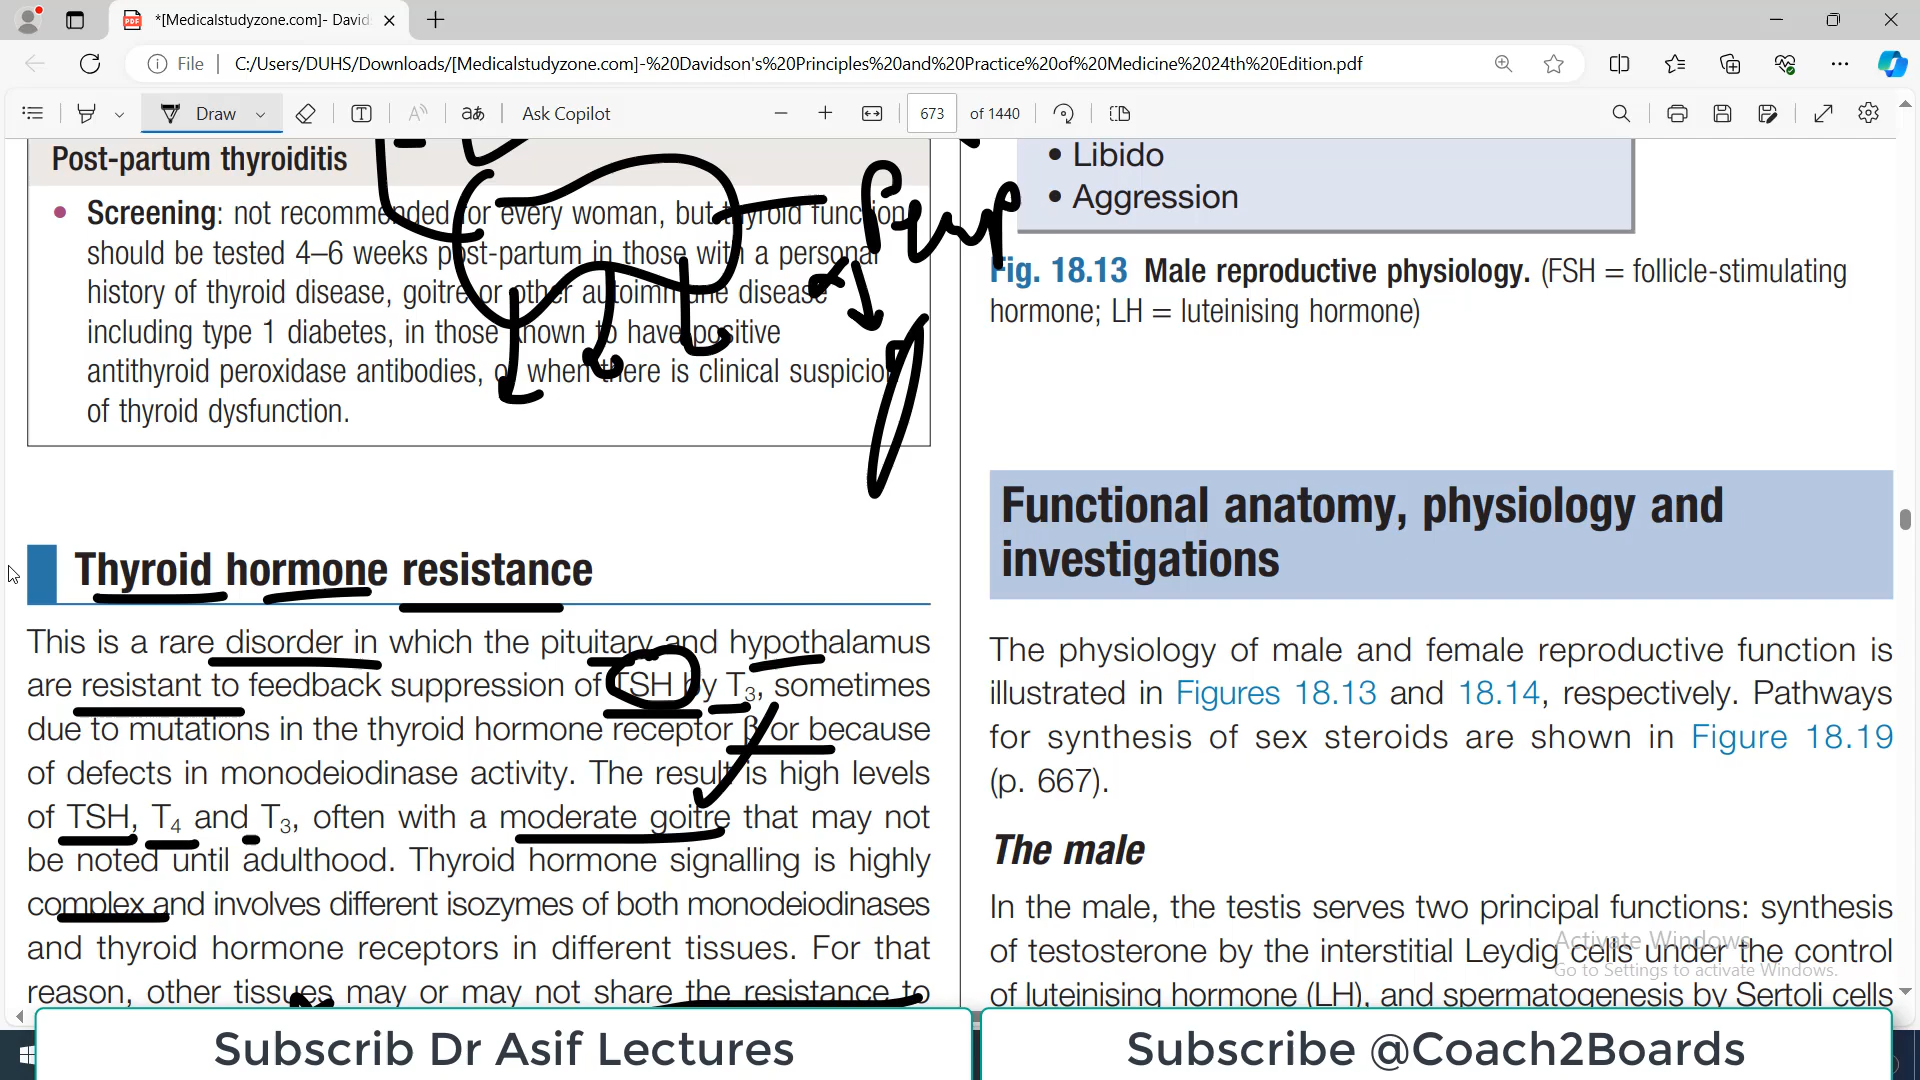 *[Medicalstudyzone.com]- David
File
C:/Users/DUHS/Downloads/[Medicalstudyzone.com]-%20Davidson's%20Principles%20and%20Practice%20of%20Medicine%2024th%20Edition.pdf
Draw
Ask Copilot
673 of 1440
Post-partum thyroiditis
• Screening: not recommended for every woman, but thyroid function
should be tested 4–6 weeks post-partum in those with a personal
history of thyroid disease, goitre or other autoimmune disease
including type 1 diabetes, in those known to have positive
antithyroid peroxidase antibodies, or when there is clinical suspicion
of thyroid dysfunction.
Thyroid hormone resistance
This is a rare disorder in which the pituitary and hypothalamus
are resistant to feedback suppression of TSH by T₃, sometimes
due to mutations in the thyroid hormone receptor β or because
of defects in monodeiodinase activity. The result is high levels
of TSH, T₄ and T₃, often with a moderate goitre that may not
be noted until adulthood. Thyroid hormone signalling is highly
complex and involves different isozymes of both monodeiodinases
and thyroid hormone receptors in different tissues. For that
reason, other tissues may or may not share the resistance to
• Libido
• Aggression
Fig. 18.13 Male reproductive physiology. (FSH = follicle-stimulating
hormone; LH = luteinising hormone)
Functional anatomy, physiology and
investigations
The physiology of male and female reproductive function is
illustrated in Figures 18.13 and 18.14, respectively. Pathways
for synthesis of sex steroids are shown in Figure 18.19
(p. 667).
The male
In the male, the testis serves two principal functions: synthesis
of testosterone by the interstitial Leydig cells under the control
of luteinising hormone (LH), and spermatogenesis by Sertoli cells
Activate Windows
Go to Settings to activate Windows.
Subscrib Dr Asif Lectures
Subscribe @Coach2Boards